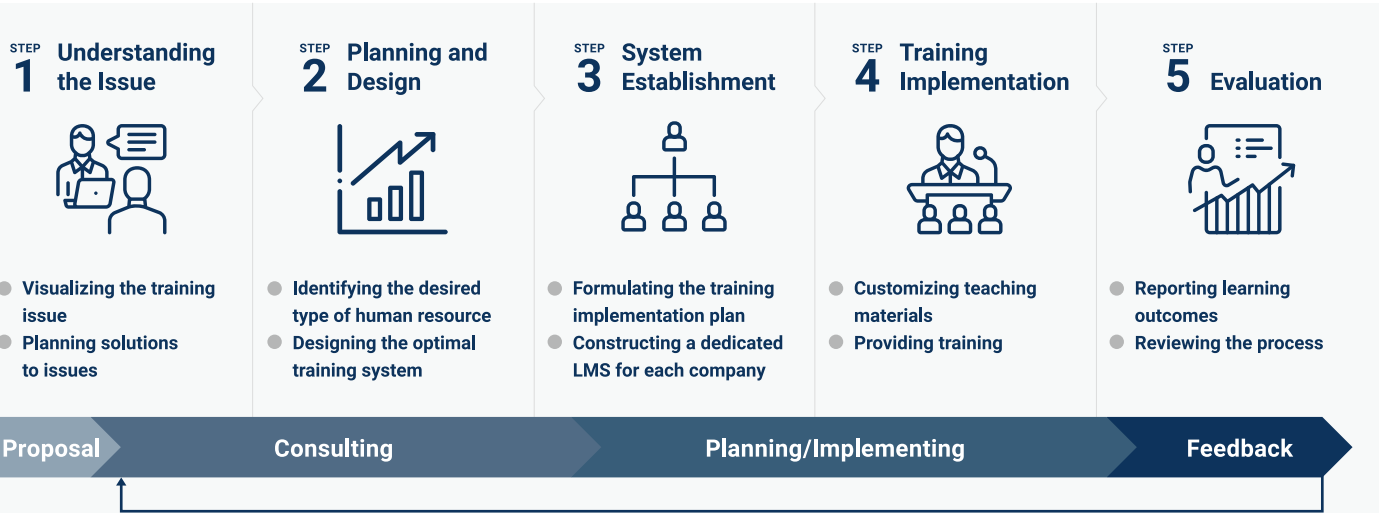 STEP
1
Understanding
the Issue
Visualizing the training
issue
Planning solutions
to issues
STEP
2
Planning and
Design
Identifying the desired
type of human resource
Designing the optimal
training system
STEP
3
System
Establishment
Formulating the training
implementation plan
Constructing a dedicated
LMS for each company
STEP
4
Training
Implementation
Customizing teaching
materials
Providing training
STEP
5
Evaluation
Reporting learning
outcomes
Reviewing the process
Proposal
Consulting
Planning/Implementing
Feedback